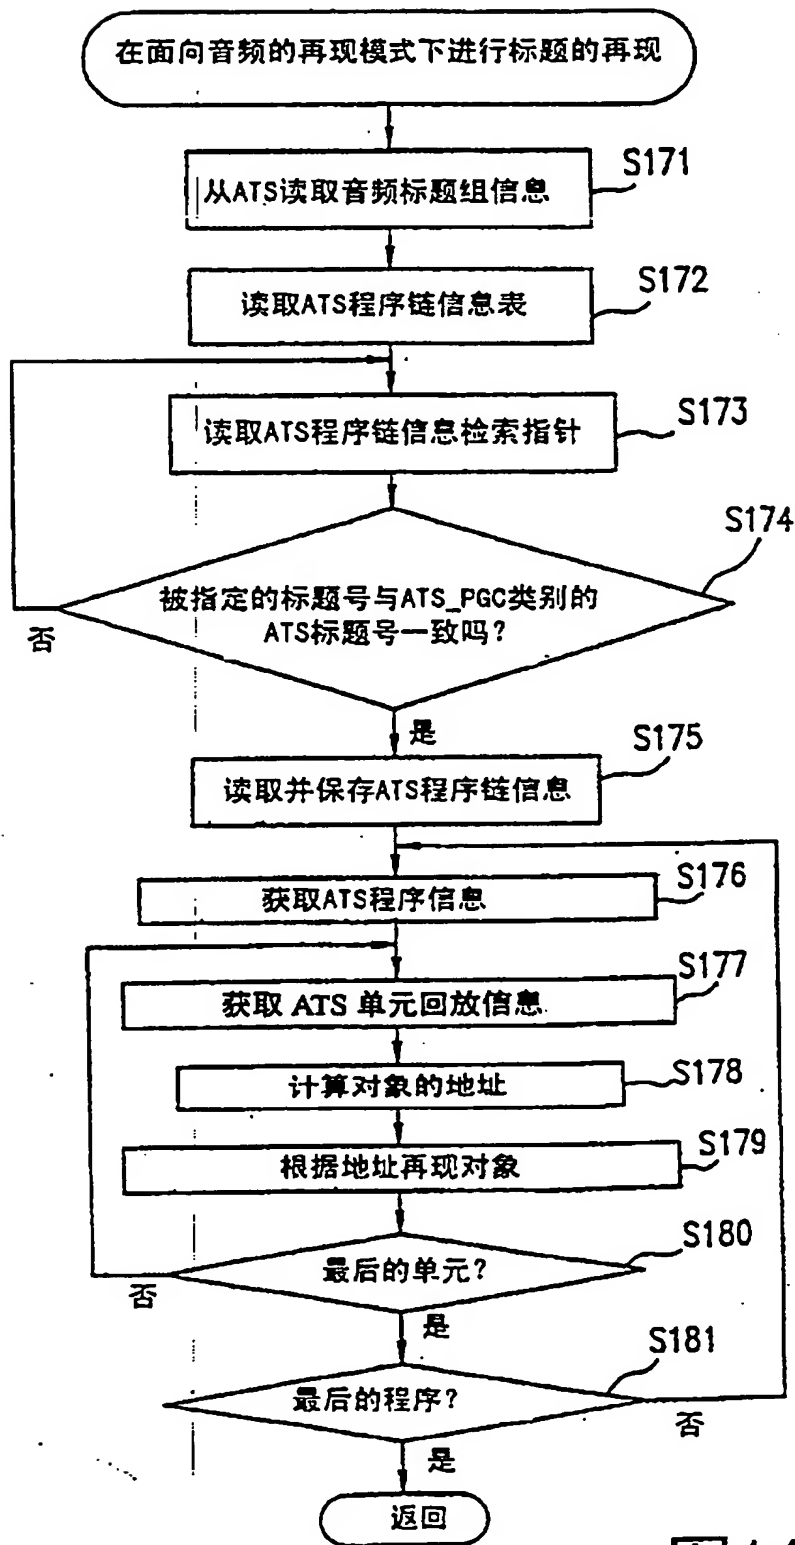 在面向音频的再现模式下进行标题的再现
S171
从ATS读取音频标题组信息
S172
读取ATS程序链信息表
S173
读取ATS程序链信息检索指针
S174
被指定的标题号与ATS_PGC类别的
ATS标题号一致吗?
否
是
S175
读取并保存ATS程序链信息
S176
获取ATS程序信息
S177
获取 ATS 单元回放信息
S178
计算对象的地址
S179
根据地址再现对象
S180
最后的单元?
否
是
S181
最后的程序?
否
是
返回